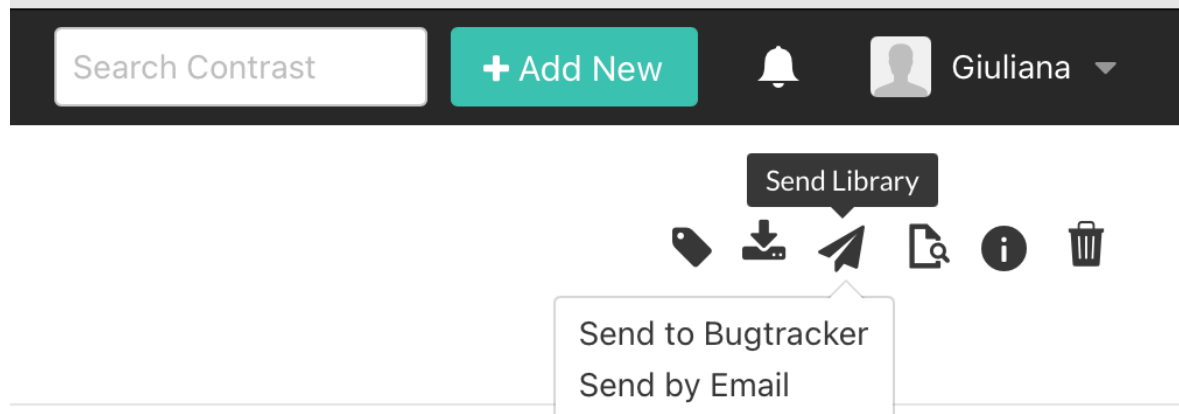 Search Contrast
+ Add New
Giuliana
Send Library
Send to Bugtracker
Send by Email